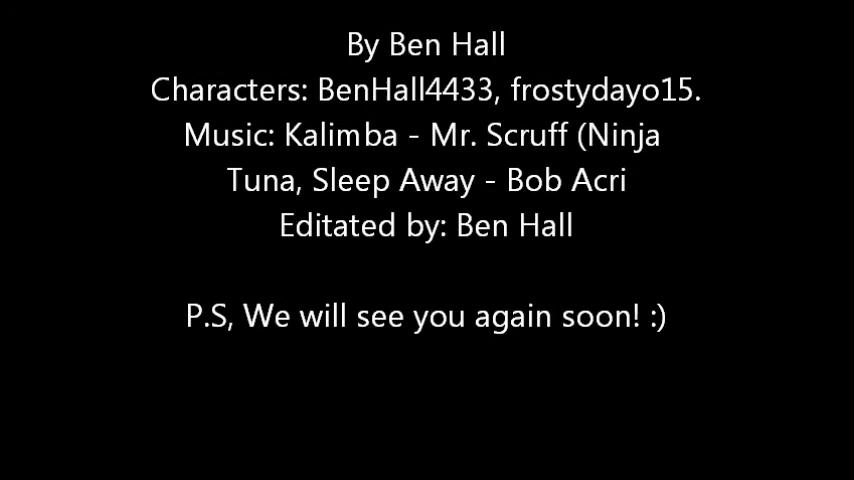 By Ben Hall
Characters: BenHall4433, frostydayo15.
Music: Kalimba - Mr. Scruff (Ninja
Tuna, Sleep Away - Bob Acri
Editated by: Ben Hall
P.S, We will see you again soon! :)